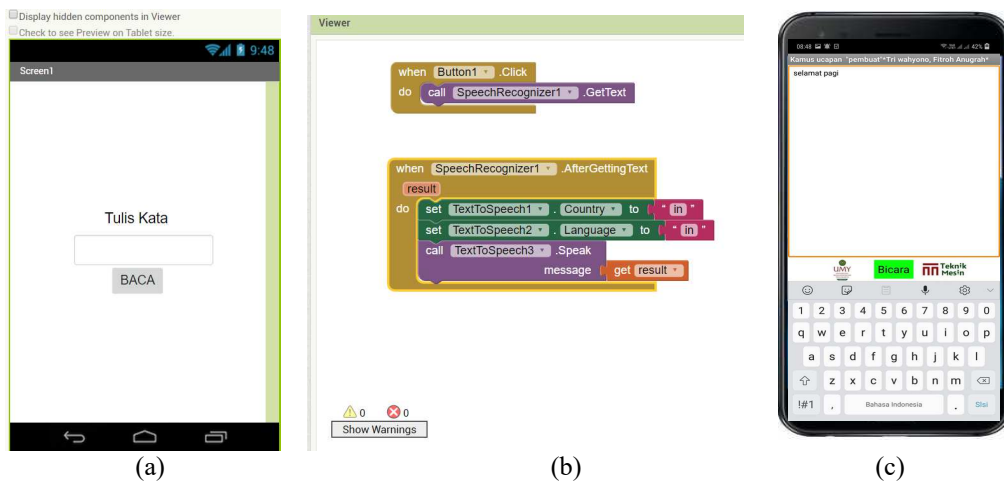 Display hidden components in Viewer
Check to see Preview on Tablet size.
9:48
Screen1
Tulis Kata
BACA
(a)
Viewer
when Button1 .Click
do call SpeechRecognizer1 .GetText
when SpeechRecognizer1 .AfterGettingText
result
do set TextToSpeech1 . Country to " in "
set TextToSpeech2 . Language to " in "
call TextToSpeech3 .Speak
message get result
0 0
Show Warnings
(b)
08:48 42%
Kamus ucapan "pembuat"*Tri wahyono, Fitroh Anugrah*
selamat pagi
UMY Bicara Teknik
Mesin
1 2 3 4 5 6 7 8 9 0
q w e r t y u i o p
a s d f g h j k l
z x c v b n m
!#1 , Bahasa Indonesia . Slsi
(c)